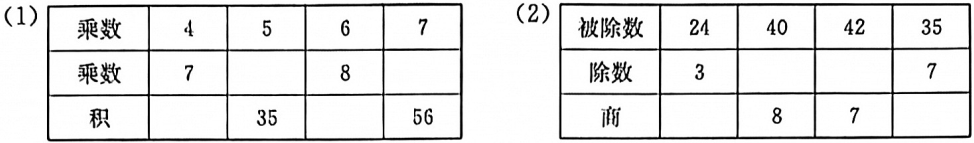 (1)
乘数 4 5 6 7
乘数 7 8
积 35 56
(2)
被除数 24 40 42 35
除数 3 7
商 8 7